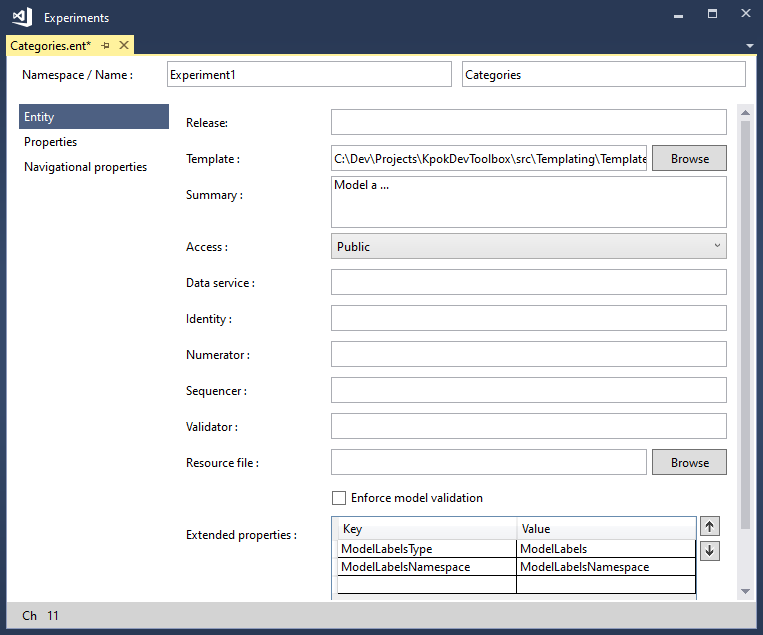 Experiments
Categories.ent*
Namespace / Name : Experiment1 Categories
Entity
Properties
Navigational properties
Release:
Template : C:\Dev\Projects\KpokDevToolbox\src\Templating\Template Browse
Summary : Model a ...
Access : Public
Data service :
Identity :
Numerator :
Sequencer :
Validator :
Resource file : Browse
Enforce model validation
Extended properties :
Key Value
ModelLabelsType ModelLabels
ModelLabelsNamespace ModelLabelsNamespace
Ch 11